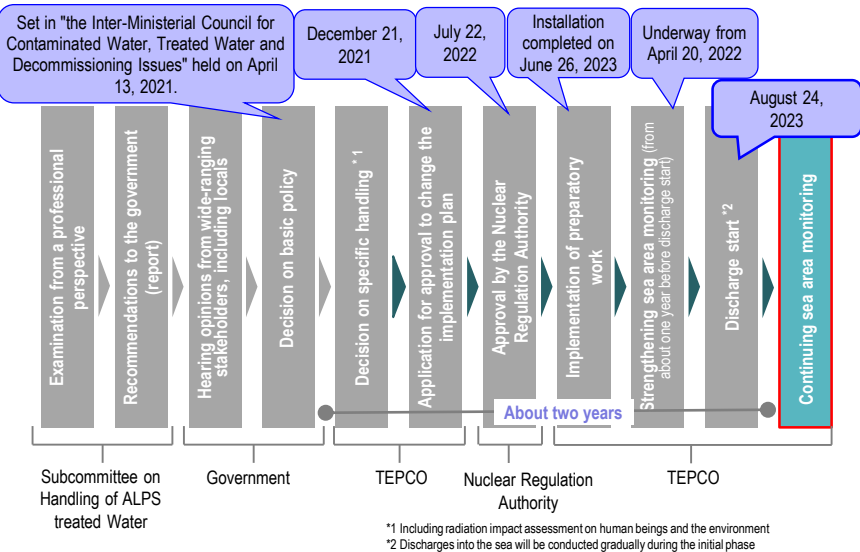 Set in "the Inter-Ministerial Council for
Contaminated Water, Treated Water and
Decommissioning Issues" held on April
13, 2021.
December 21,
2021
July 22,
2022
Installation
completed on
June 26, 2023
Underway from
April 20, 2022
August 24,
2023
Examination from a professional
perspective
Recommendations to the government
(report)
Hearing opinions from wide-ranging
stakeholders, including locals
Decision on basic policy
Decision on specific handling *1
Application for approval to change the
implementation plan
Approval by the Nuclear
Regulation Authority
Implementation of preparatory
work
Strengthening sea area monitoring (from
about one year before discharge start)
Discharge start *2
Continuing sea area monitoring
About two years
Subcommittee on
Handling of ALPS
treated Water
Government
TEPCO
Nuclear Regulation
Authority
TEPCO
*1 Including radiation impact assessment on human beings and the environment
*2 Discharges into the sea will be conducted gradually during the initial phase